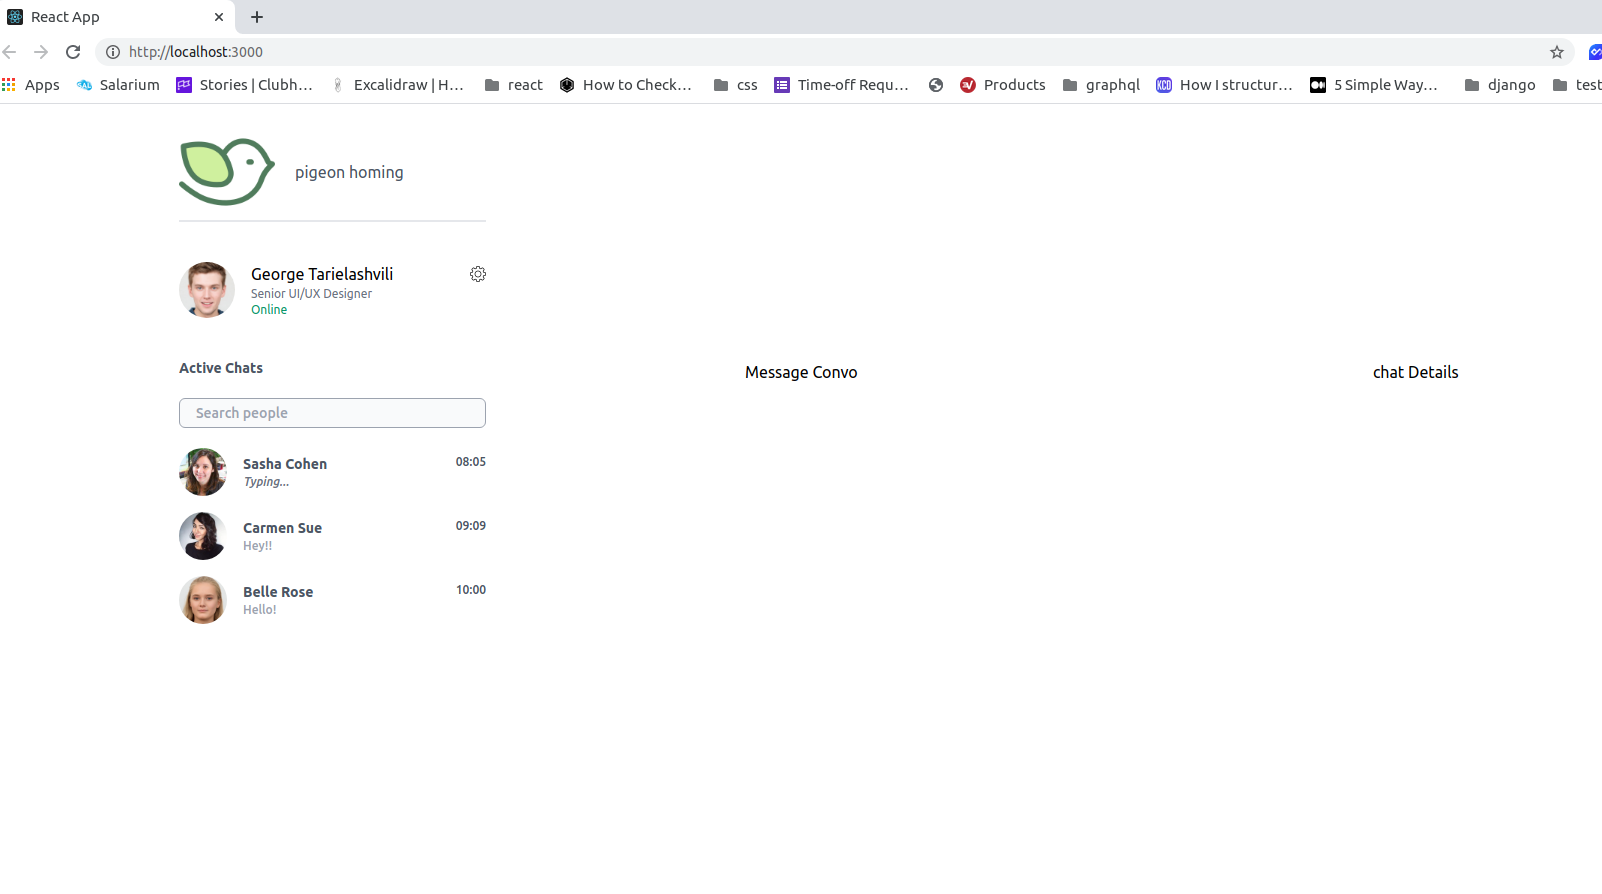 React App
http://localhost:3000
Apps Salarium Stories | Clubh... Excalidraw | H... react How to Check... css Time-off Requ... Products graphql KCD How I structur... 5 Simple Way... django test
pigeon homing
George Tarielashvili
Senior UI/UX Designer
Online
Active Chats
Message Convo
chat Details
Search people
Sasha Cohen 08:05
Typing...
Carmen Sue 09:09
Hey!!
Belle Rose 10:00
Hello!